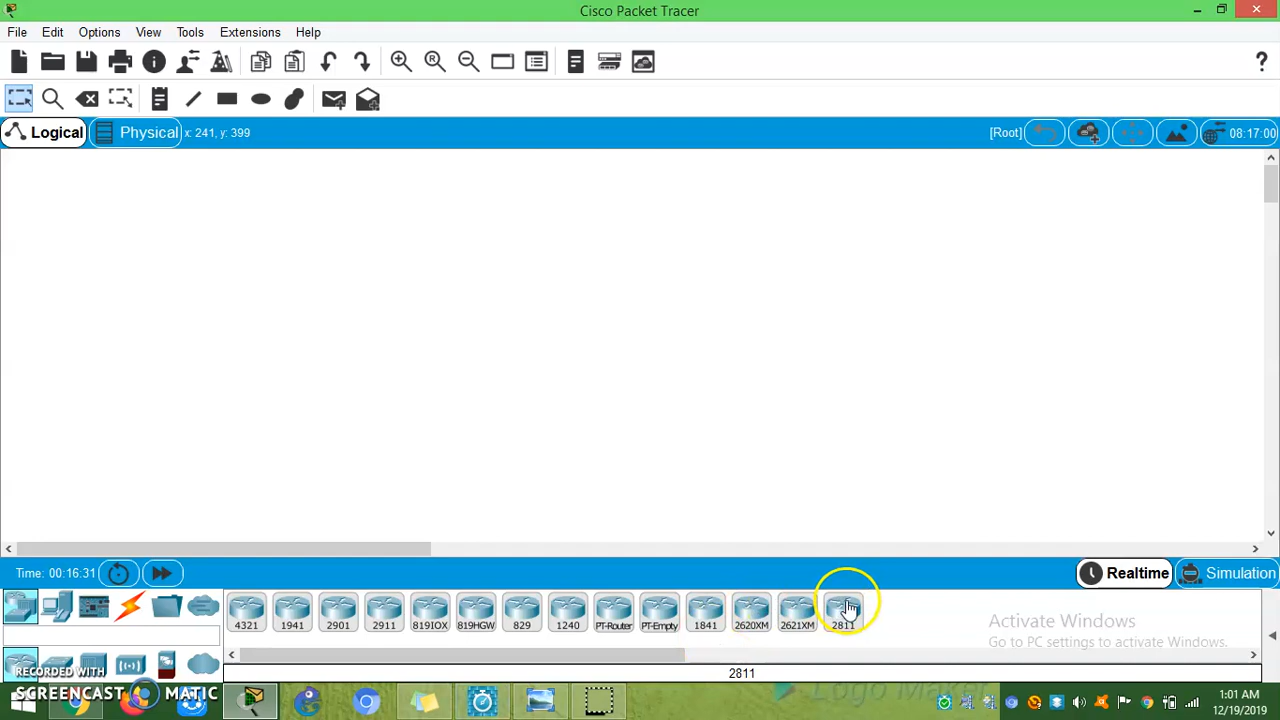 Cisco Packet Tracer
File Edit Options View Tools Extensions Help
Logical Physical x: 241, y: 399 [Root] 08:17:00
Time: 00:16:31 Realtime Simulation
4321 1941 2901 2911 819IOX 819HGW 829 1240 PT-Router PT-Empty 1841 2620XM 2621XM 2811
Activate Windows
Go to PC settings to activate Windows.
2811
RECORDED WITH
SCREENCAST MATIC
Logo Maker
1:01 AM
12/19/2019